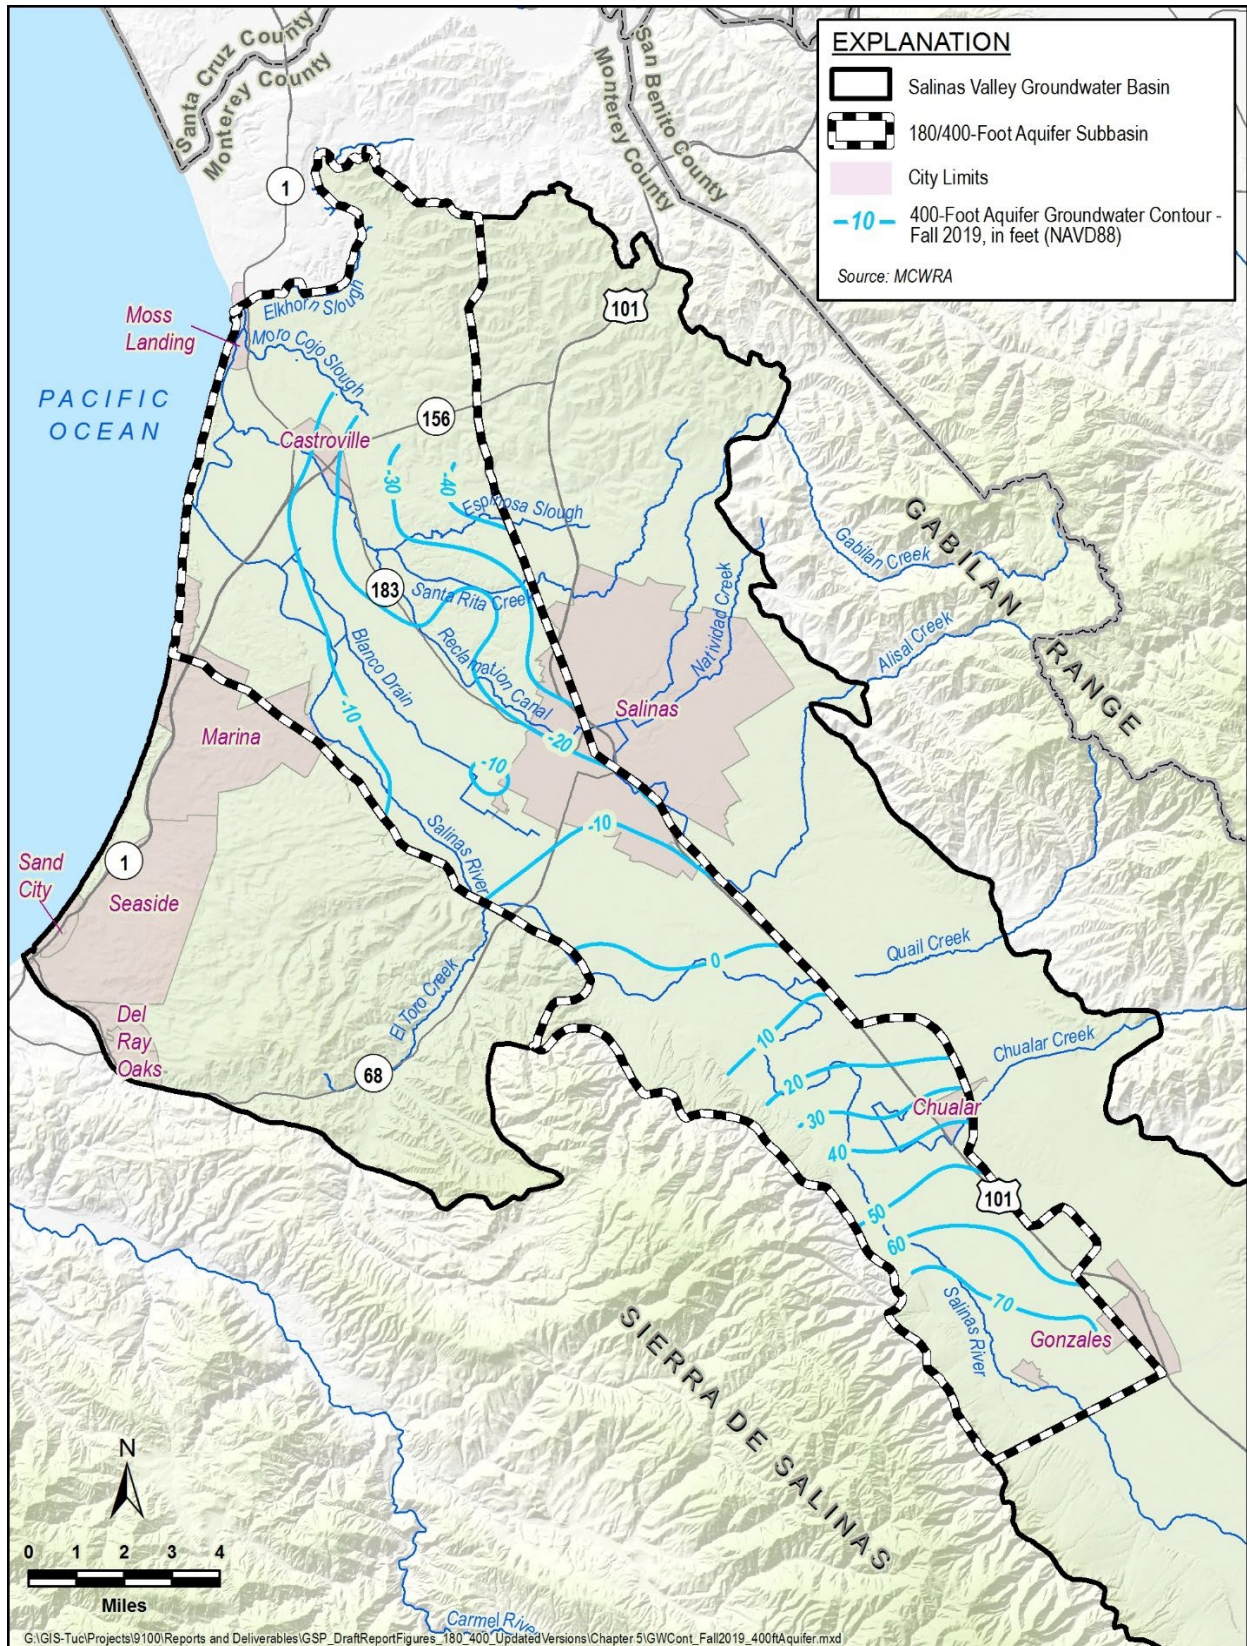 EXPLANATION
Salinas Valley Groundwater Basin
180/400-Foot Aquifer Subbasin
City Limits
-10
400-Foot Aquifer Groundwater Contour -
Fall 2019, in feet (NAVD88)
Source: MCWRA
Santa Cruz County
Monterey County
San Benito County
Monterey County
1
101
Elkhorn Slough
Moss
Landing
Moro Cojo Slough
PACIFIC
OCEAN
156
Castroville
-30
-40
Espinosa Slough
GABILAN
RANGE
Gabilan Creek
183
Santa Rita Creek
Natividad Creek
Alisal Creek
Blanco Drain
Reclamation Canal
Salinas
-10
Marina
-20
-10
-10
Salinas River
Sand
City
1
Seaside
Quail Creek
0
El Toro Creek
Del
Ray
Oaks
10
Chualar Creek
68
20
Chualar
30
40
101
50
60
70
Salinas River
Gonzales
SIERRA DE SALINAS
N
0 1 2 3 4
Miles
Carmel River
G:\GIS-Tuc\Projects\9100\Reports and Deliverables\GSP_DraftReportFigures_180_400_UpdatedVersions\Chapter 5\GWCont_Fall2019_400ftAquifer.mxd